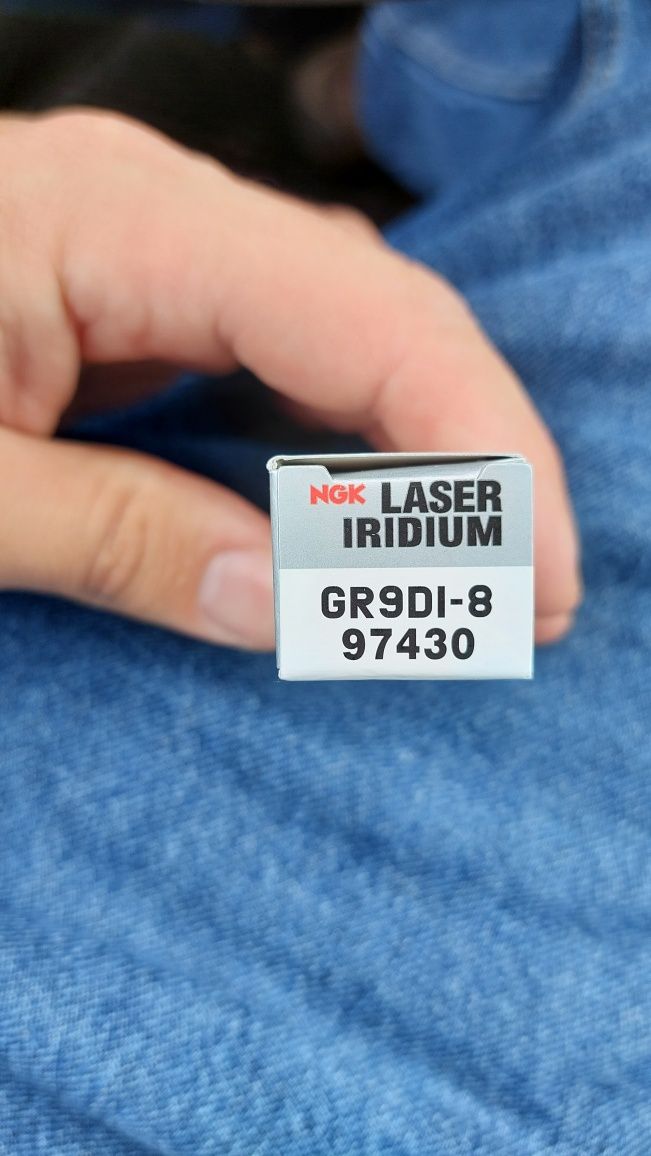 NGK LASER
IRIDIUM
GR9DI-8
97430